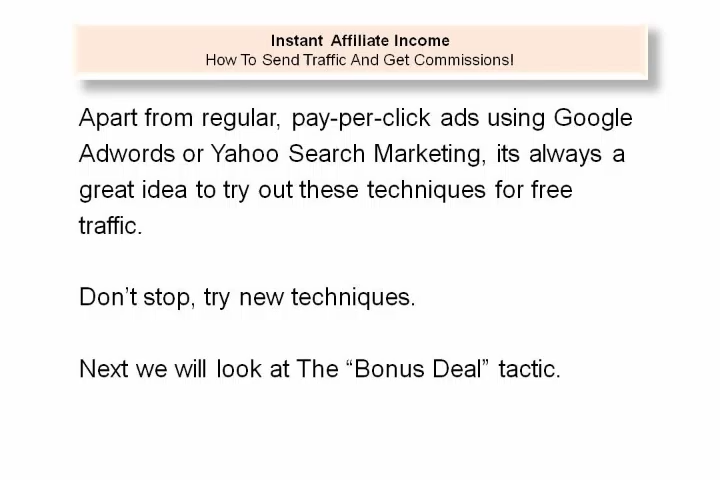 Instant Affiliate Income
How To Send Traffic And Get Commissions!
Apart from regular, pay-per-click ads using Google
Adwords or Yahoo Search Marketing, its always a
great idea to try out these techniques for free
traffic.
Don’t stop, try new techniques.
Next we will look at The “Bonus Deal” tactic.